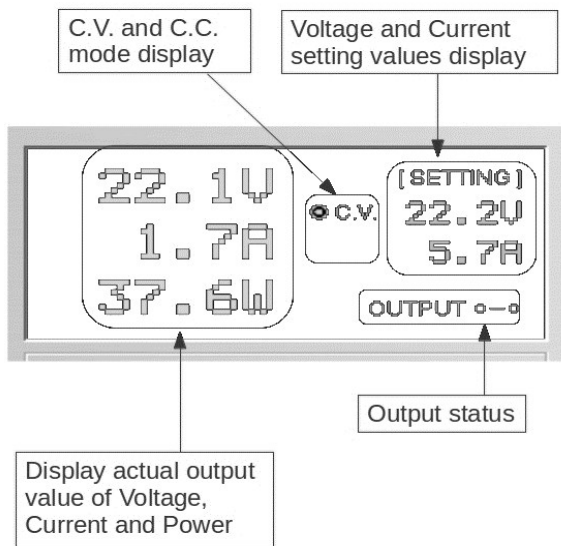 C.V. and C.C.
mode display
Voltage and Current
setting values display
22.1V
1.7A
37.6W
C.V.
[SETTING]
22.2V
5.7A
OUTPUT
Output status
Display actual output
value of Voltage,
Current and Power